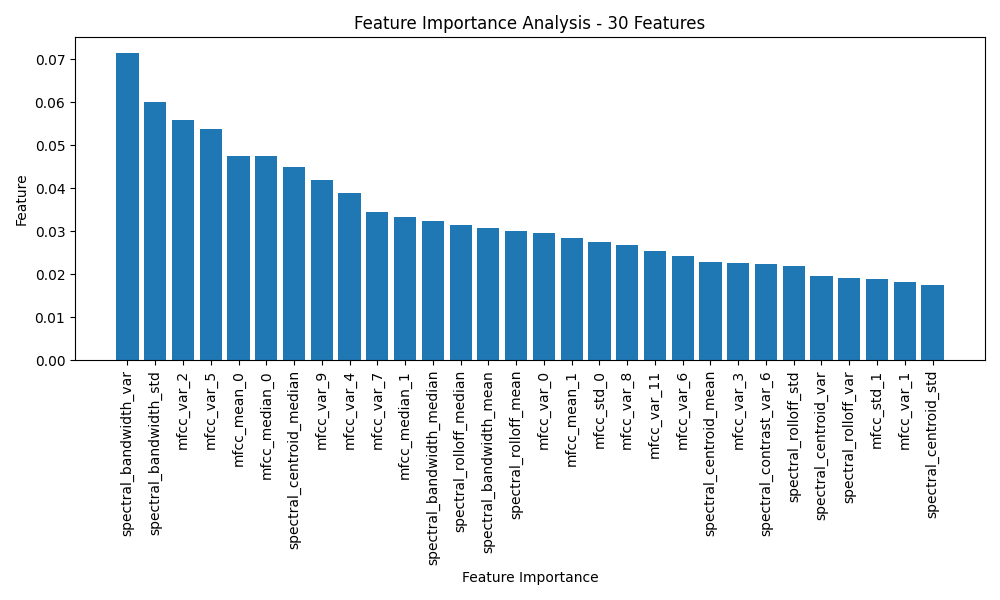 Feature Importance Analysis - 30 Features
Feature
0.07
0.06
0.05
0.04
0.03
0.02
0.01
0.00
spectral_bandwidth_var
spectral_bandwidth_std
mfcc_var_2
mfcc_var_5
mfcc_mean_0
mfcc_median_0
spectral_centroid_median
mfcc_var_9
mfcc_var_4
mfcc_var_7
mfcc_median_1
spectral_bandwidth_median
spectral_rolloff_median
spectral_bandwidth_mean
spectral_rolloff_mean
mfcc_var_0
mfcc_mean_1
mfcc_std_0
mfcc_var_8
mfcc_var_11
mfcc_var_6
spectral_centroid_mean
mfcc_var_3
spectral_contrast_var_6
spectral_rolloff_std
spectral_centroid_var
spectral_rolloff_var
mfcc_std_1
mfcc_var_1
spectral_centroid_std
Feature Importance